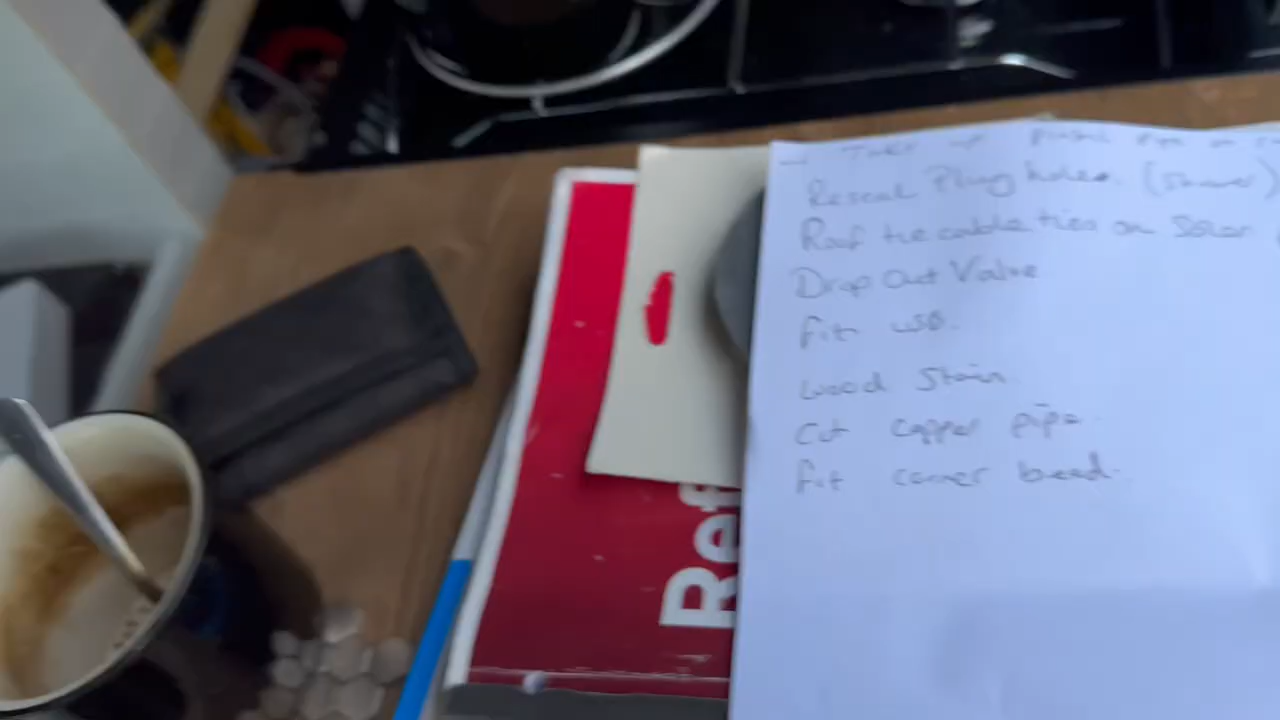 Reseal Plug holes. (Shower)
Roof tie cable ties on Solar
Drop Out Valve
fit USB.
Wood Stain
Cut copper pipe.
fit corner bead.
Ref